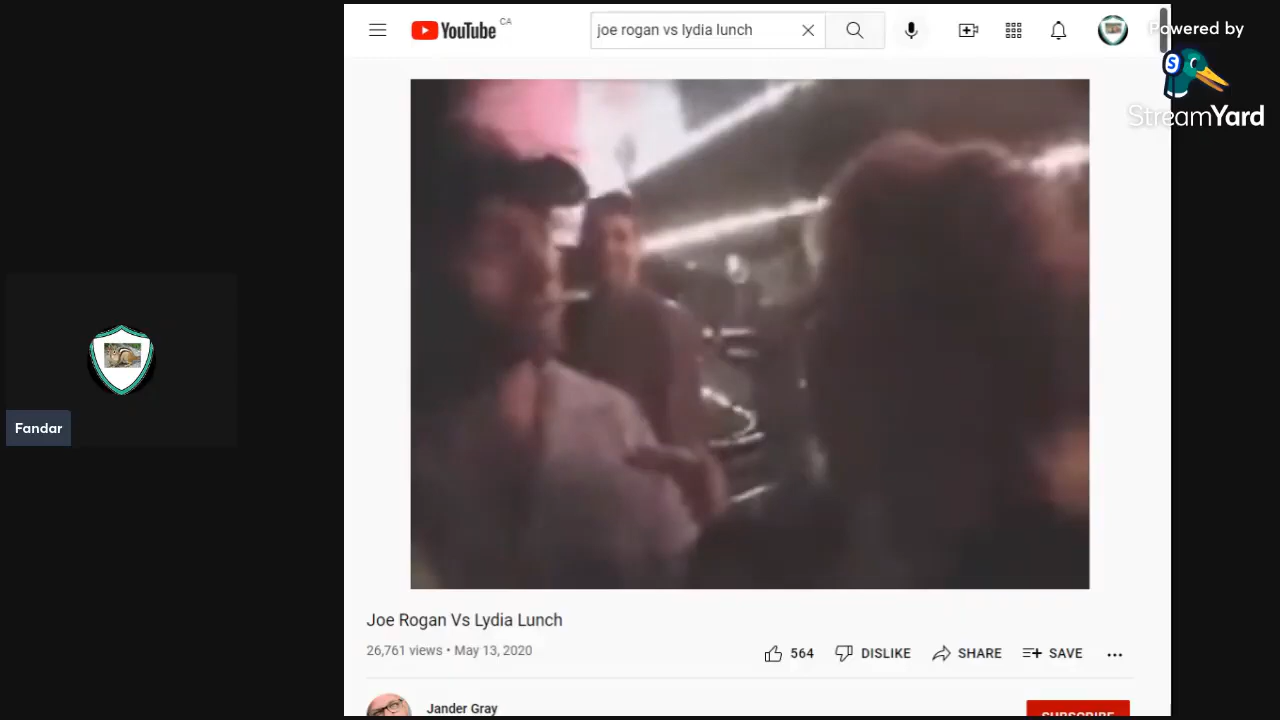 YouTube CA
joe rogan vs lydia lunch
Powered by
StreamYard
Fandar
Joe Rogan Vs Lydia Lunch
26,761 views • May 13, 2020
564 DISLIKE SHARE SAVE
Jander Gray
SUBSCRIBE